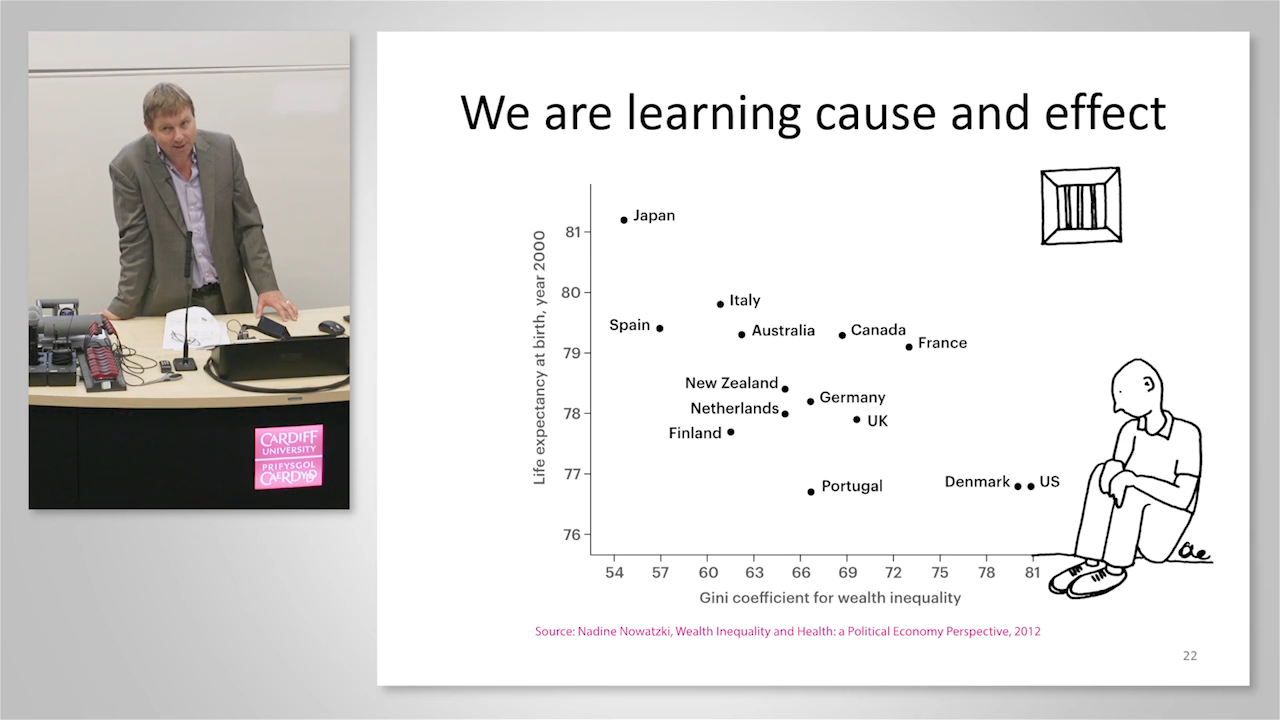 We are learning cause and effect
Life expectancy at birth, year 2000
81
80
79
78
77
76
Japan
Italy
Spain
Australia
Canada
France
New Zealand
Germany
Netherlands
UK
Finland
Portugal
Denmark
US
54 57 60 63 66 69 72 75 78 81
Gini coefficient for wealth inequality
Source: Nadine Nowatzki, Wealth Inequality and Health: a Political Economy Perspective, 2012
22
CARDIFF
UNIVERSITY
PRIFYSGOL
CAERDYDD